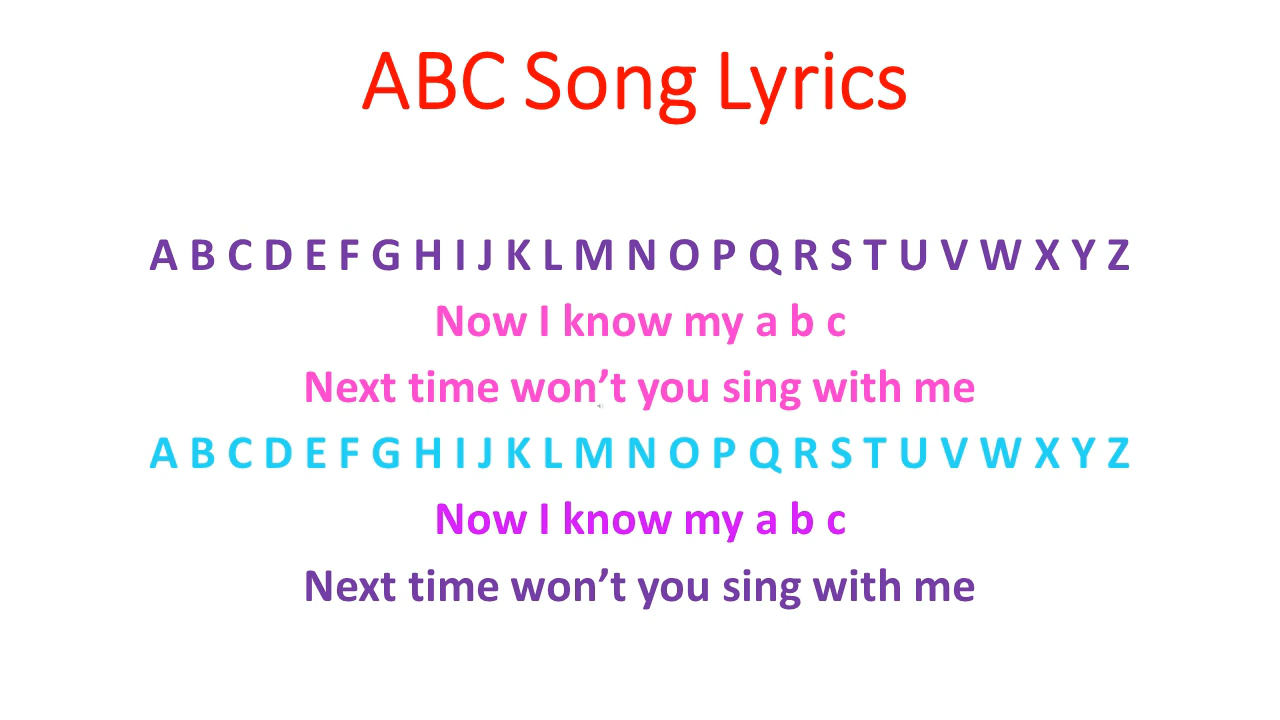 ABC Song Lyrics
A B C D E F G H I J K L M N O P Q R S T U V W X Y Z
Now I know my a b c
Next time won’t you sing with me
A B C D E F G H I J K L M N O P Q R S T U V W X Y Z
Now I know my a b c
Next time won’t you sing with me